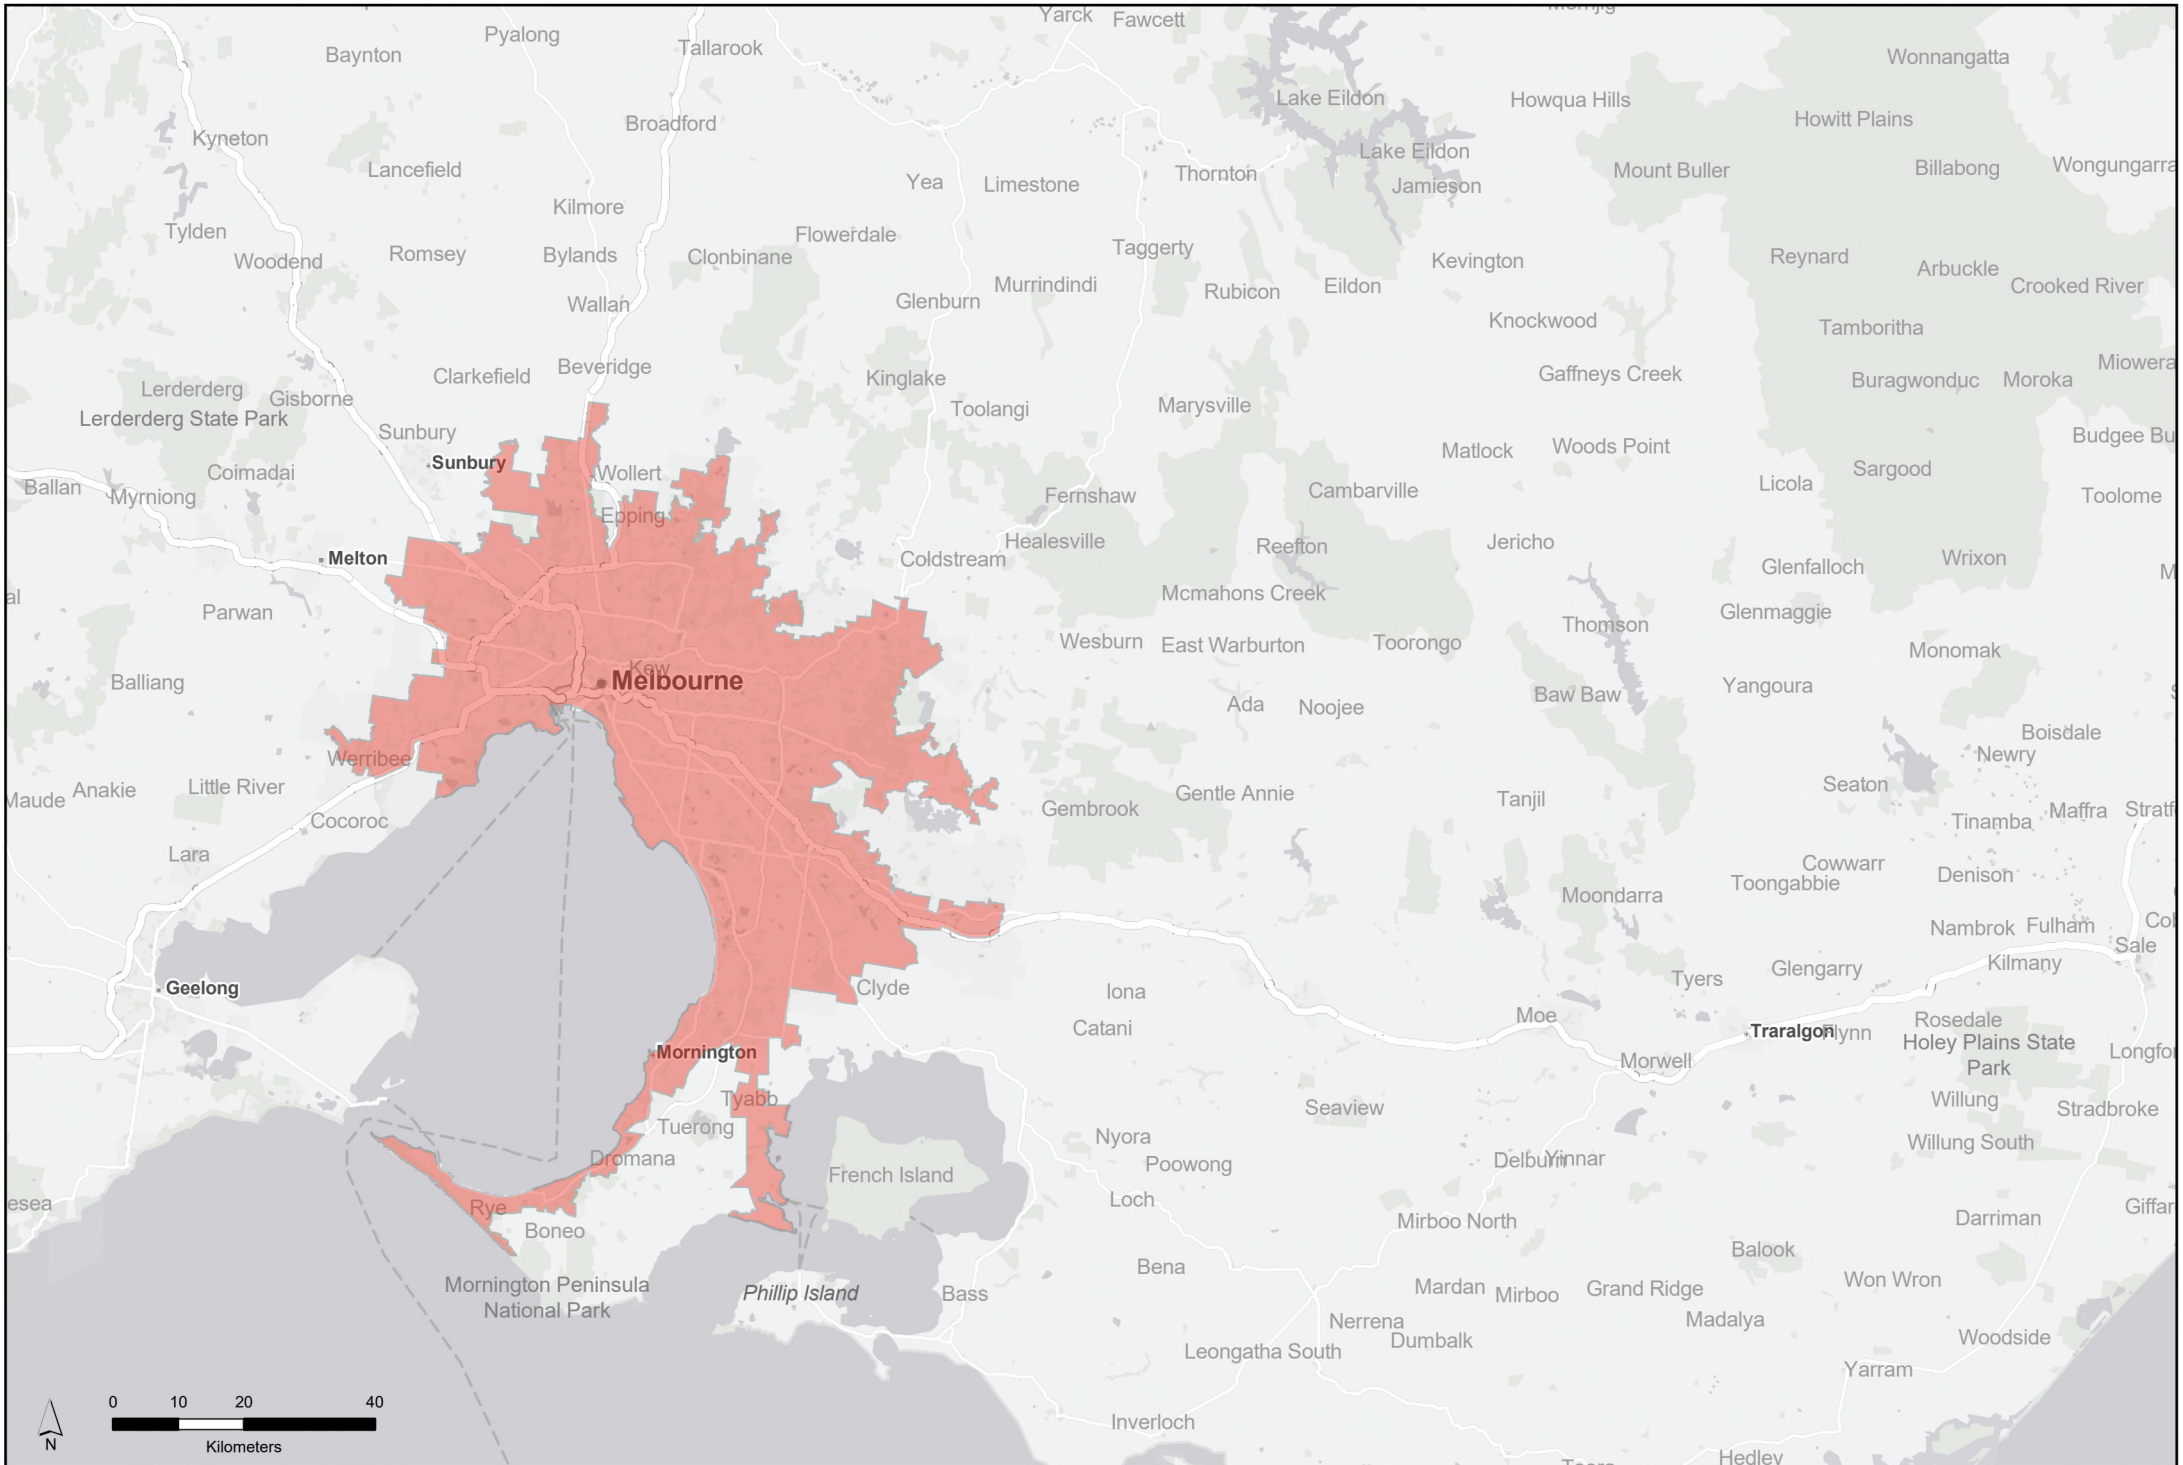 Yarck
Fawcett
Pyalong
Tallarook
Baynton
Wonnangatta
Lake Eildon
Howqua Hills
Broadford
Howitt Plains
Kyneton
Lake Eildon
Lancefield
Yea
Limestone
Thornton
Jamieson
Mount Buller
Billabong
Wongungarra
Kilmore
Tylden
Flowerdale
Woodend
Romsey
Bylands
Clonbinane
Taggerty
Kevington
Reynard
Arbuckle
Wallan
Glenburn
Murrindindi
Rubicon
Eildon
Crooked River
Knockwood
Tamboritha
Clarkefield
Beveridge
Kinglake
Gaffneys Creek
Buragwonduc
Moroka
Miowera
Lerderderg
Gisborne
Lerderderg State Park
Toolangi
Marysville
Sunbury
Sunbury
Matlock
Woods Point
Budgee Bu
Coimadai
Wollert
Licola
Sargood
Ballan
Myrniong
Epping
Fernshaw
Cambarville
Toolome
Melton
Coldstream
Healesville
Reefton
Jericho
Glenfalloch
Wrixon
M
al
Parwan
Mcmahons Creek
Thomson
Glenmaggie
Wesburn
East Warburton
Toorongo
Monomak
Kew
Melbourne
Balliang
Ada
Noojee
Baw Baw
Yangoura
Werribee
Boisdale
Newry
Maude
Anakie
Little River
Gembrook
Gentle Annie
Tanjil
Seaton
Cocoroc
Tinamba
Maffra
Stratf
Lara
Cowwarr
Toongabbie
Denison
Moondarra
Nambrok
Fulham
Col
Sale
Geelong
Clyde
Iona
Tyers
Glengarry
Kilmany
Catani
Moe
Traralgon
Flynn
Rosedale
Holey Plains State
Park
Longfor
Mornington
Morwell
Tyabb
Tuerong
Seaview
Willung
Stradbroke
Nyora
Willung South
Dromana
French Island
Poowong
Delburn
Yinnar
esea
Rye
Boneo
Loch
Mirboo North
Darriman
Giffar
Balook
Mornington Peninsula
National Park
Phillip Island
Bass
Bena
Mardan
Mirboo
Grand Ridge
Won Wron
Nerrena
Dumbalk
Madalya
Woodside
Leongatha South
Yarram
0 10 20 40
Kilometers
N
Inverloch
Hedley